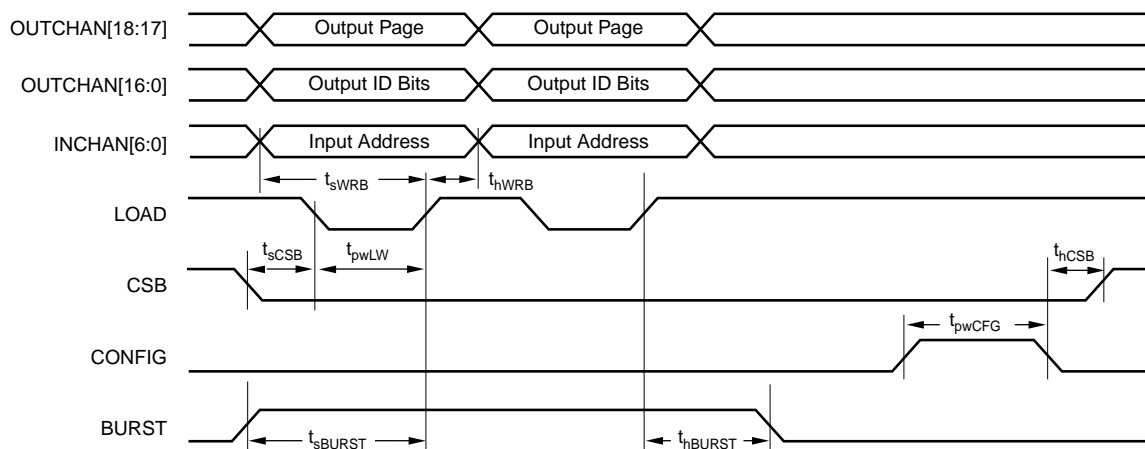 OUTCHAN[18:17] Output Page Output Page
OUTCHAN[16:0] Output ID Bits Output ID Bits
INCHAN[6:0] Input Address Input Address
tsWRB thWRB
LOAD
tsCSB tpwLW thCSB
CSB
tpwCFG
CONFIG
BURST
tsBURST thBURST